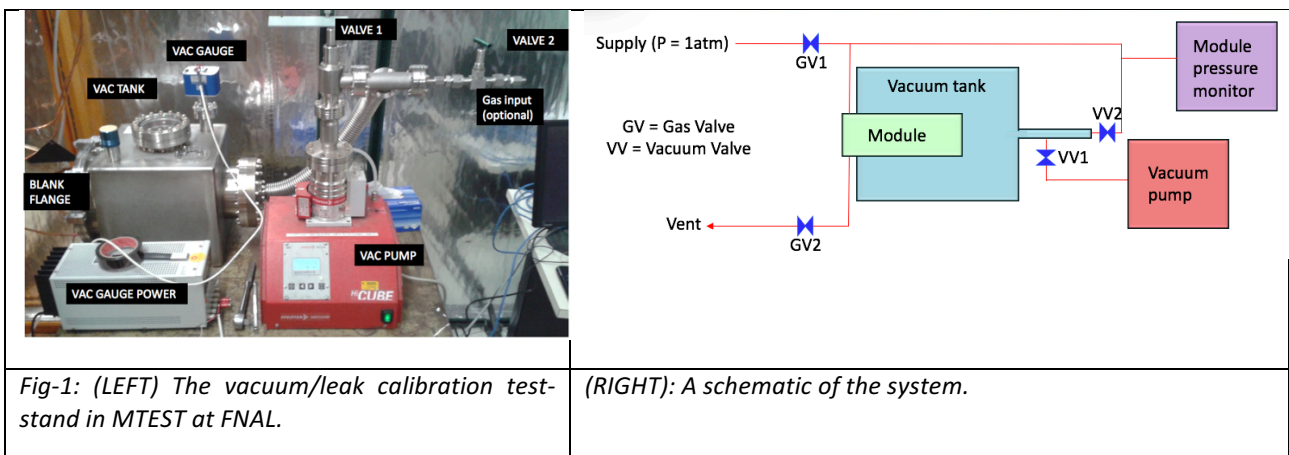 VALVE 1
VALVE 2
VAC GAUGE
VAC TANK
Gas input
(optional)
BLANK
FLANGE
VAC PUMP
VAC GAUGE POWER
CUBE
Supply (P = 1atm)
GV1
Module
pressure
monitor
Vacuum tank
GV = Gas Valve
VV = Vacuum Valve
Module
VV2
VV1
Vacuum
pump
Vent
GV2
Fig-1: (LEFT) The vacuum/leak calibration test-
stand in MTEST at FNAL.
(RIGHT): A schematic of the system.